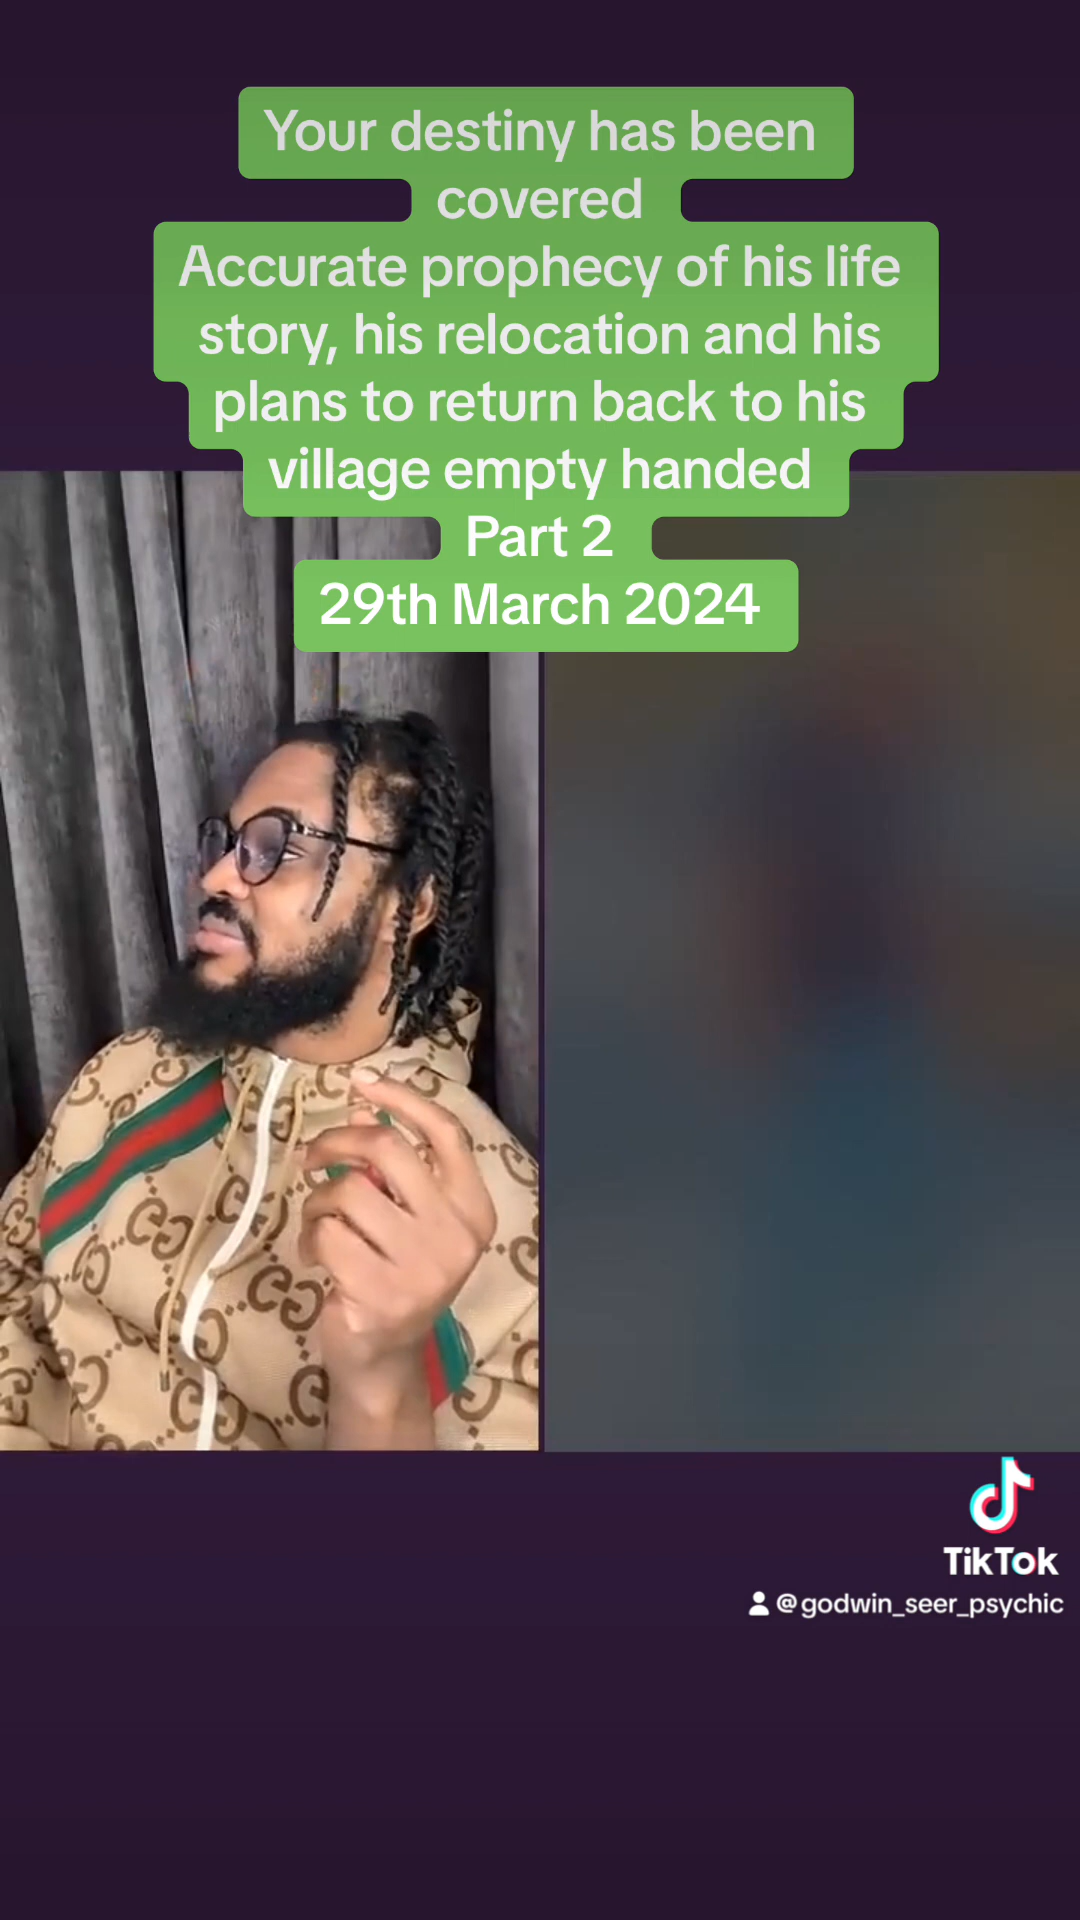 Your destiny has been
covered
Accurate prophecy of his life
story, his relocation and his
plans to return back to his
village empty handed
Part 2
29th March 2024
TikTok
@godwin_seer_psychic